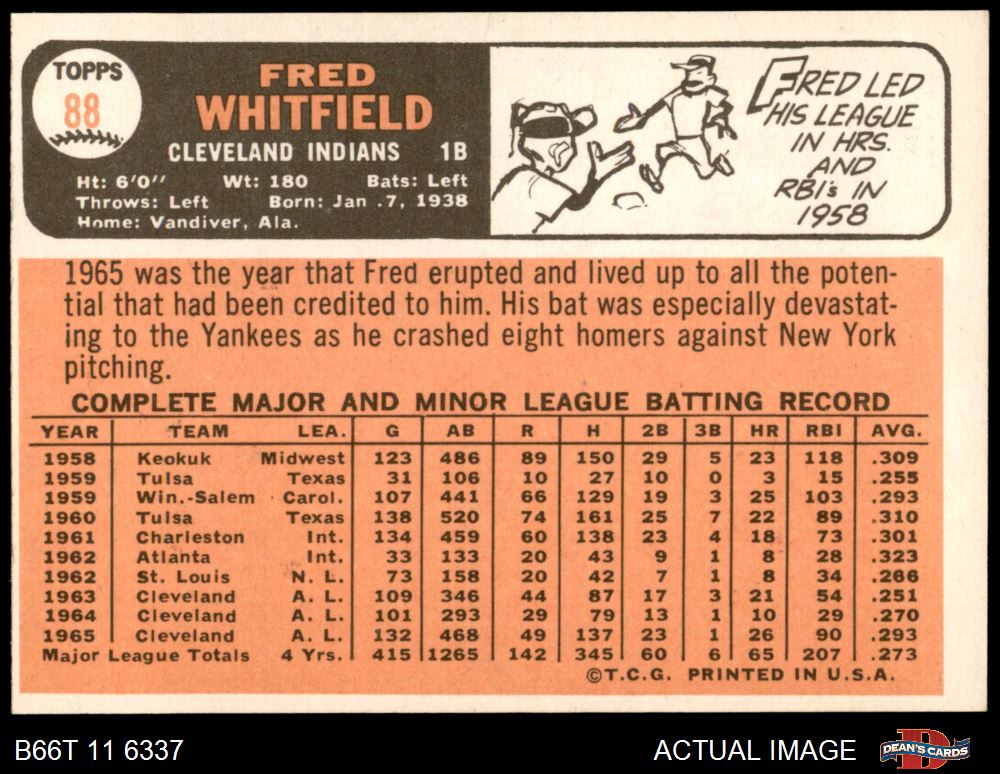 TOPPS
88
FRED
WHITFIELD
CLEVELAND INDIANS 1B
Ht: 6'0" Wt: 180 Bats: Left
Throws: Left Born: Jan .7, 1938
Home: Vandiver, Ala.
FRED LED
HIS LEAGUE
IN HRS.
AND
RBI's IN
1958
1965 was the year that Fred erupted and lived up to all the poten-
tial that had been credited to him. His bat was especially devastat-
ing to the Yankees as he crashed eight homers against New York
pitching.
COMPLETE MAJOR AND MINOR LEAGUE BATTING RECORD
YEAR TEAM LEA. G AB R H 2B 3B HR RBI AVG.
1958 Keokuk Midwest 123 486 89 150 29 5 23 118 .309
1959 Tulsa Texas 31 106 10 27 10 0 3 15 .255
1959 Win.-Salem Carol. 107 441 66 129 19 3 25 103 .293
1960 Tulsa Texas 138 520 74 161 25 7 22 89 .310
1961 Charleston Int. 134 459 60 138 23 4 18 73 .301
1962 Atlanta Int. 33 133 20 43 9 1 8 28 .323
1962 St. Louis N. L. 73 158 20 42 7 1 8 34 .266
1963 Cleveland A. L. 109 346 44 87 17 3 21 54 .251
1964 Cleveland A. L. 101 293 29 79 13 1 10 29 .270
1965 Cleveland A. L. 132 468 49 137 23 1 26 90 .293
Major League Totals 4 Yrs. 415 1265 142 345 60 6 65 207 .273
©T.C.G. PRINTED IN U.S.A.
B66T 11 6337 ACTUAL IMAGE DEAN'S CARDS